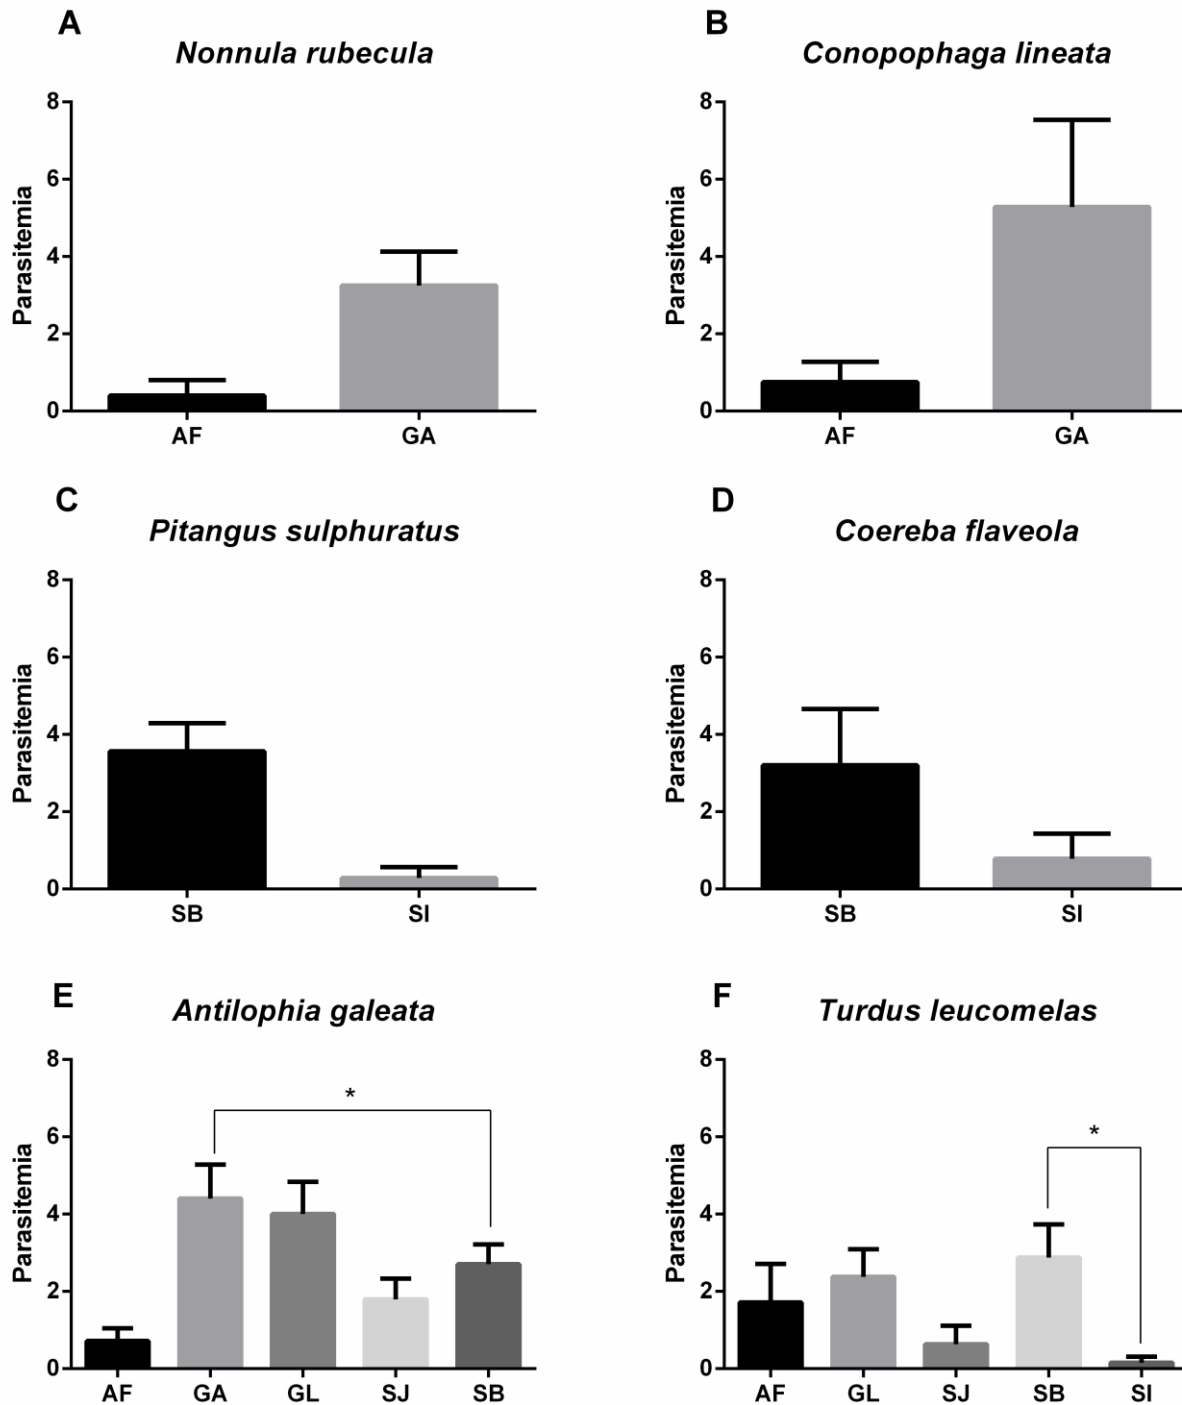 A
Nonnula rubecula
8
6
4
2
0
Parasitemia
AF GA
B
Conopophaga lineata
8
6
4
2
0
Parasitemia
AF GA
C
Pitangus sulphuratus
8
6
4
2
0
Parasitemia
SB SI
D
Coereba flaveola
8
6
4
2
0
Parasitemia
SB SI
E
Antilophia galeata
8
6
4
2
0
Parasitemia
*
AF GA GL SJ SB
F
Turdus leucomelas
8
6
4
2
0
Parasitemia
*
AF GL SJ SB SI